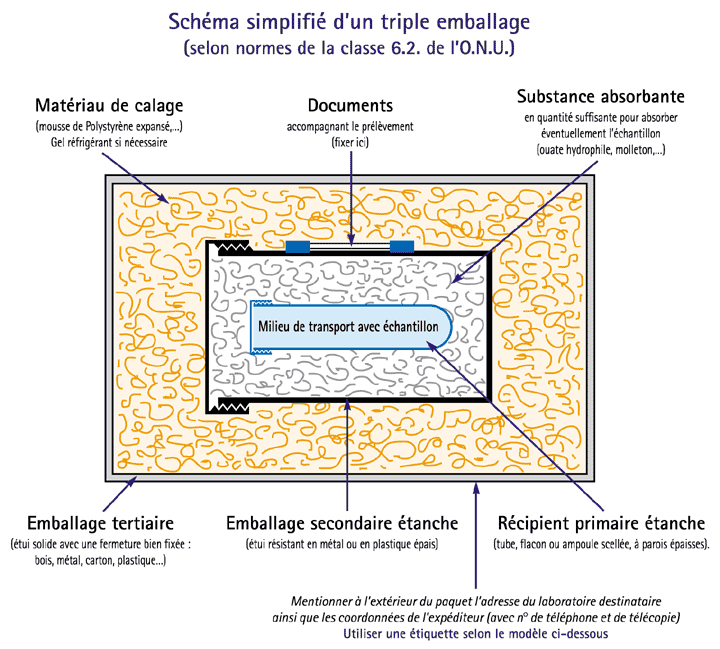 Schéma simplifié d'un triple emballage
(selon normes de la classe 6.2. de l'O.N.U.)
Matériau de calage
(mousse de Polystyrène expansé,...)
Gel réfrigérant si nécessaire
Documents
accompagnant le prélèvement
(fixer ici)
Substance absorbante
en quantité suffisante pour absorber
éventuellement l'échantillon
(ouate hydrophile, molleton,...)
Milieu de transport avec échantillon
Emballage tertiaire
(étui solide avec une fermeture bien fixée :
bois, métal, carton, plastique...)
Emballage secondaire étanche
(étui résistant en métal ou en plastique épais)
Récipient primaire étanche
(tube, flacon ou ampoule scellée, à parois épaisses).
Mentionner à l'extérieur du paquet l'adresse du laboratoire destinataire
ainsi que les coordonnées de l'expéditeur (avec n° de téléphone et de télécopie)
Utiliser une étiquette selon le modèle ci-dessous